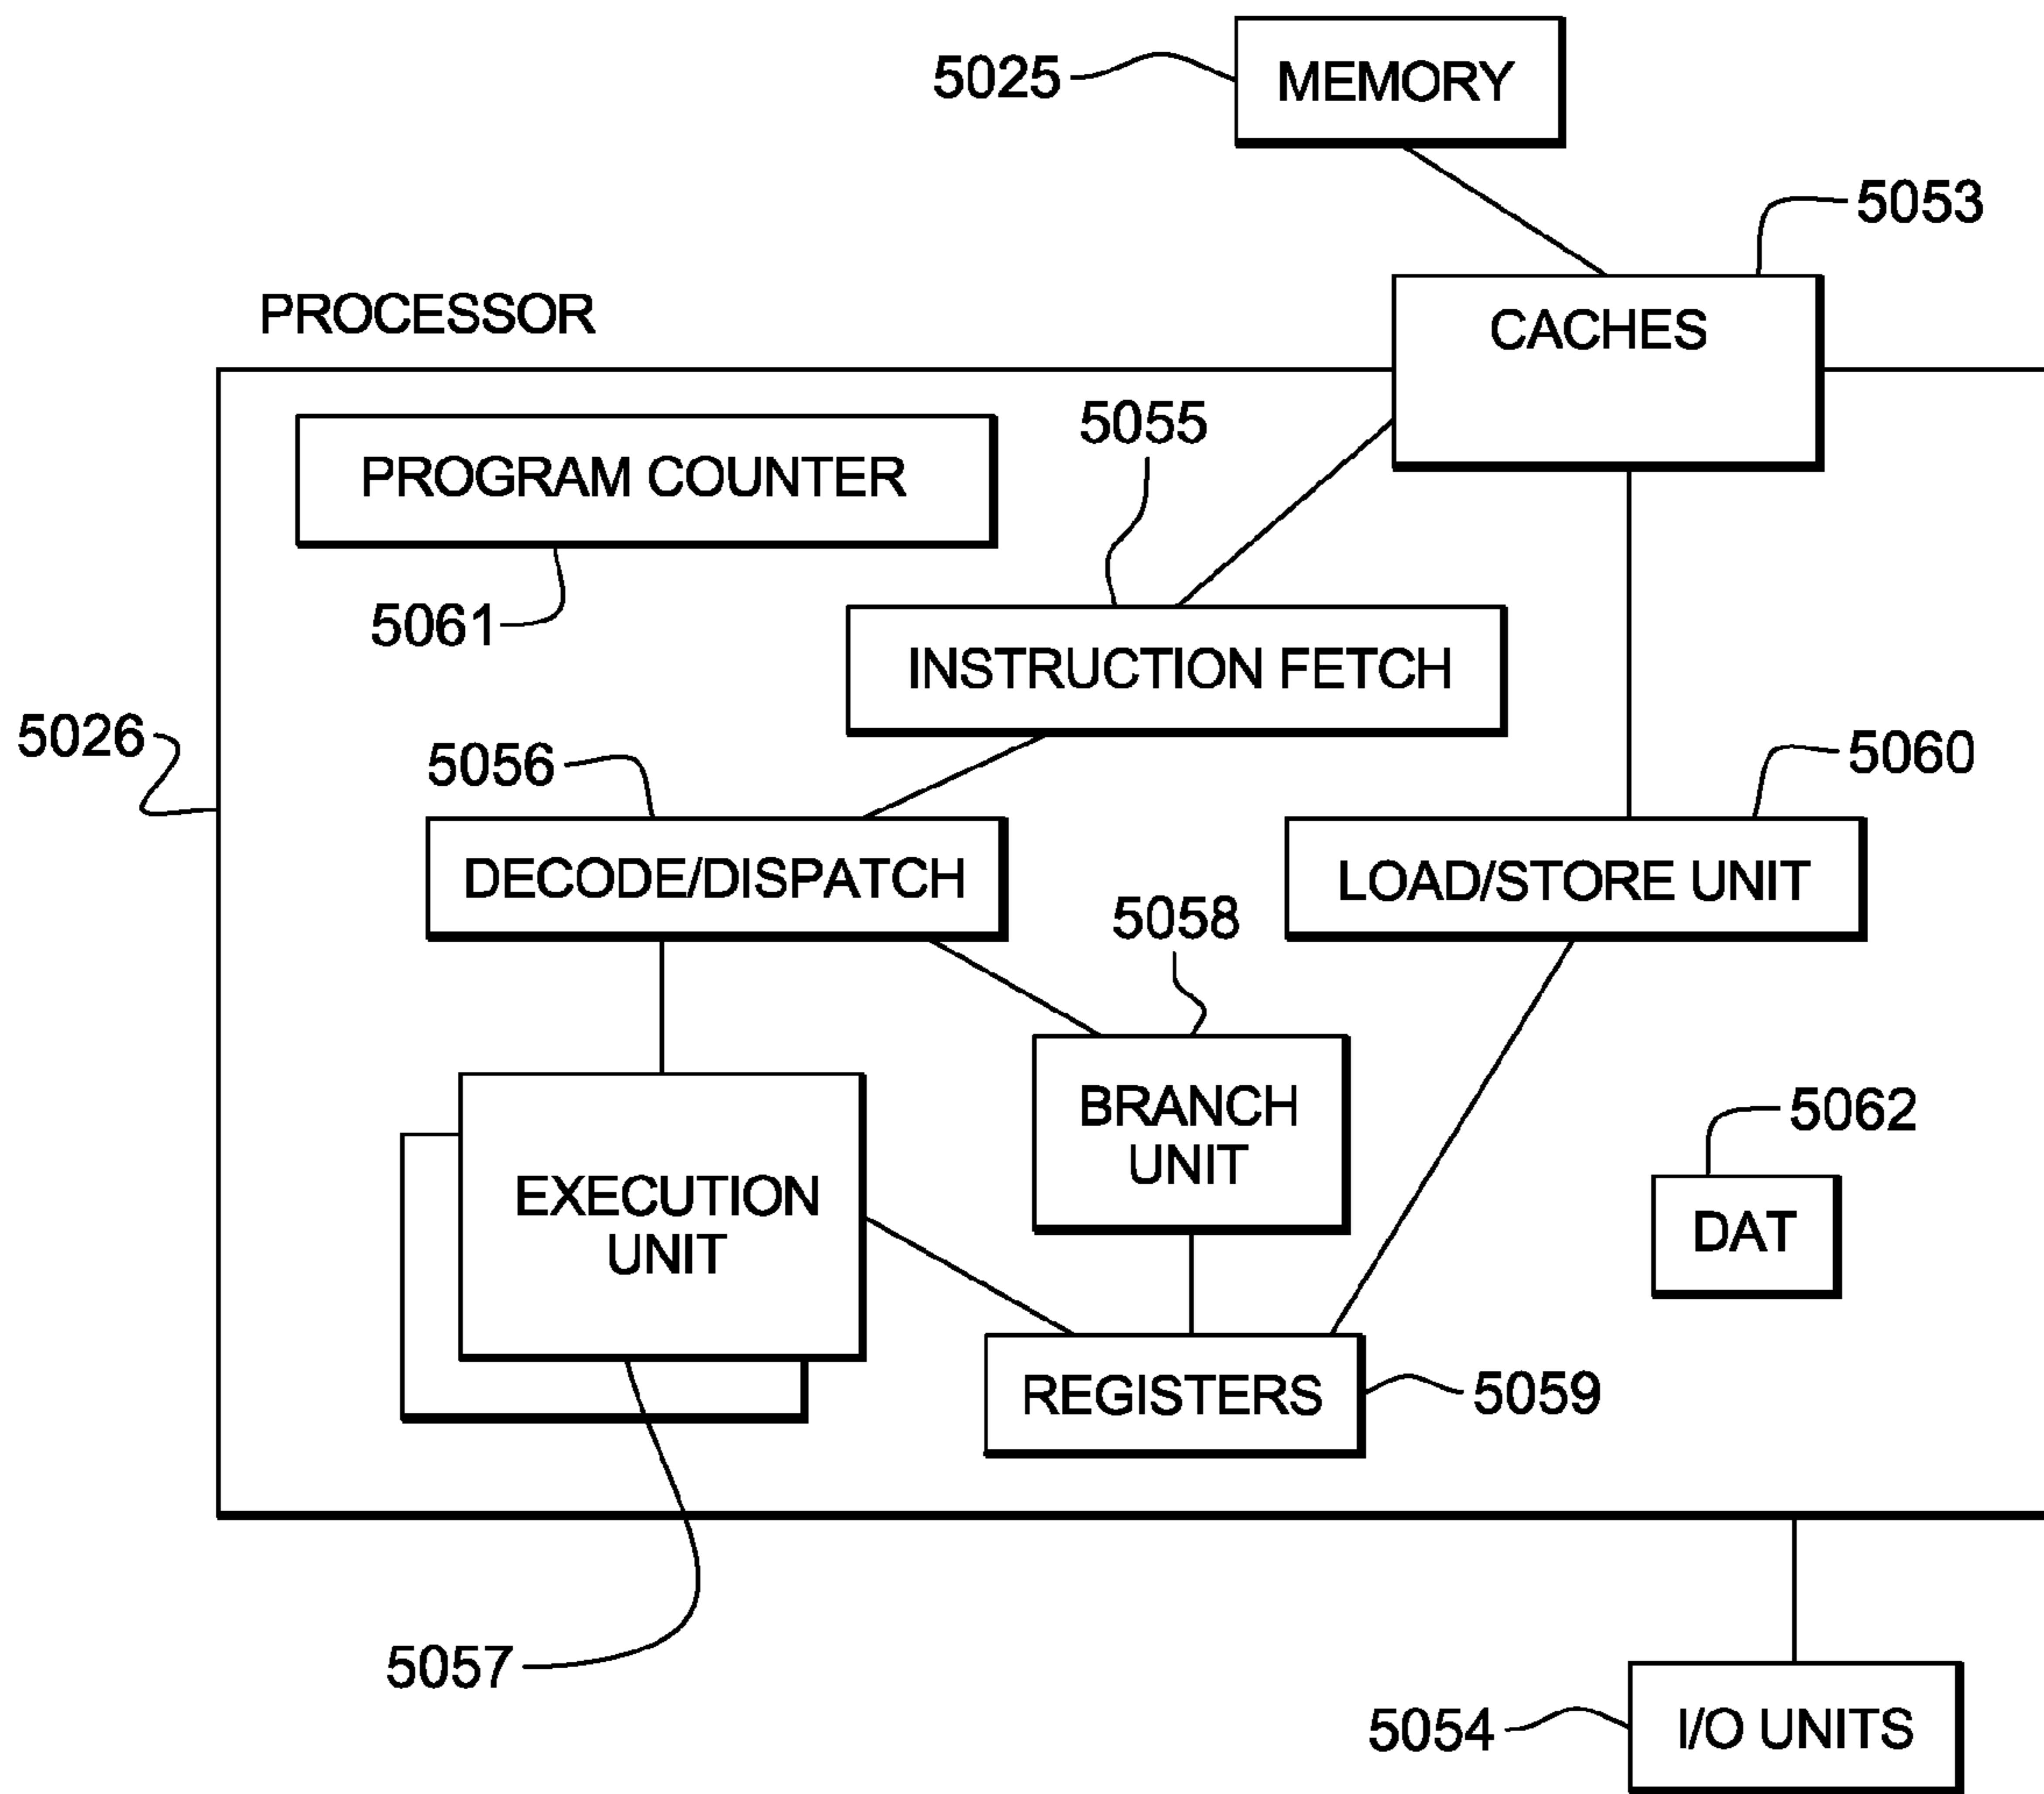 MEMORY
5025
5053
CACHES
PROCESSOR
5055
PROGRAM COUNTER
5061
INSTRUCTION FETCH
5026
5056
5060
DECODE/DISPATCH
LOAD/STORE UNIT
5058
BRANCH
UNIT
5062
EXECUTION
UNIT
DAT
REGISTERS
5059
5057
5054
I/O UNITS